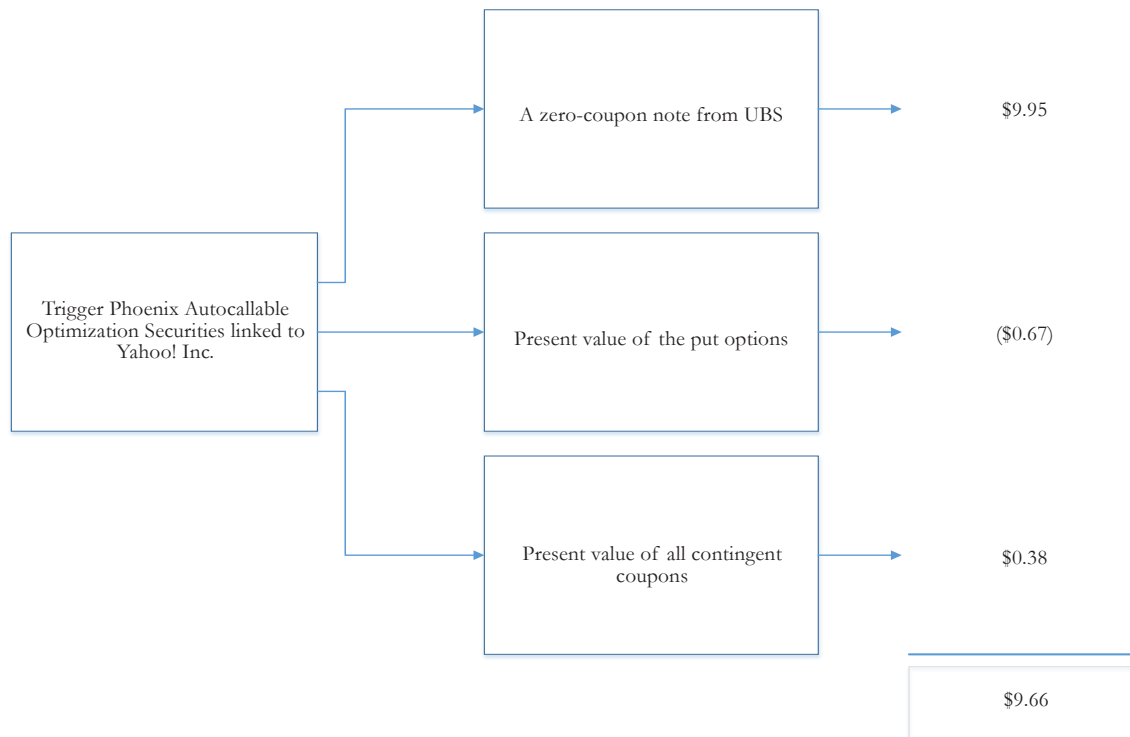 A zero-coupon note from UBS
$9.95
Trigger Phoenix Autocallable
Optimization Securities linked to
Yahoo! Inc.
Present value of the put options
($0.67)
Present value of all contingent
coupons
$0.38
$9.66